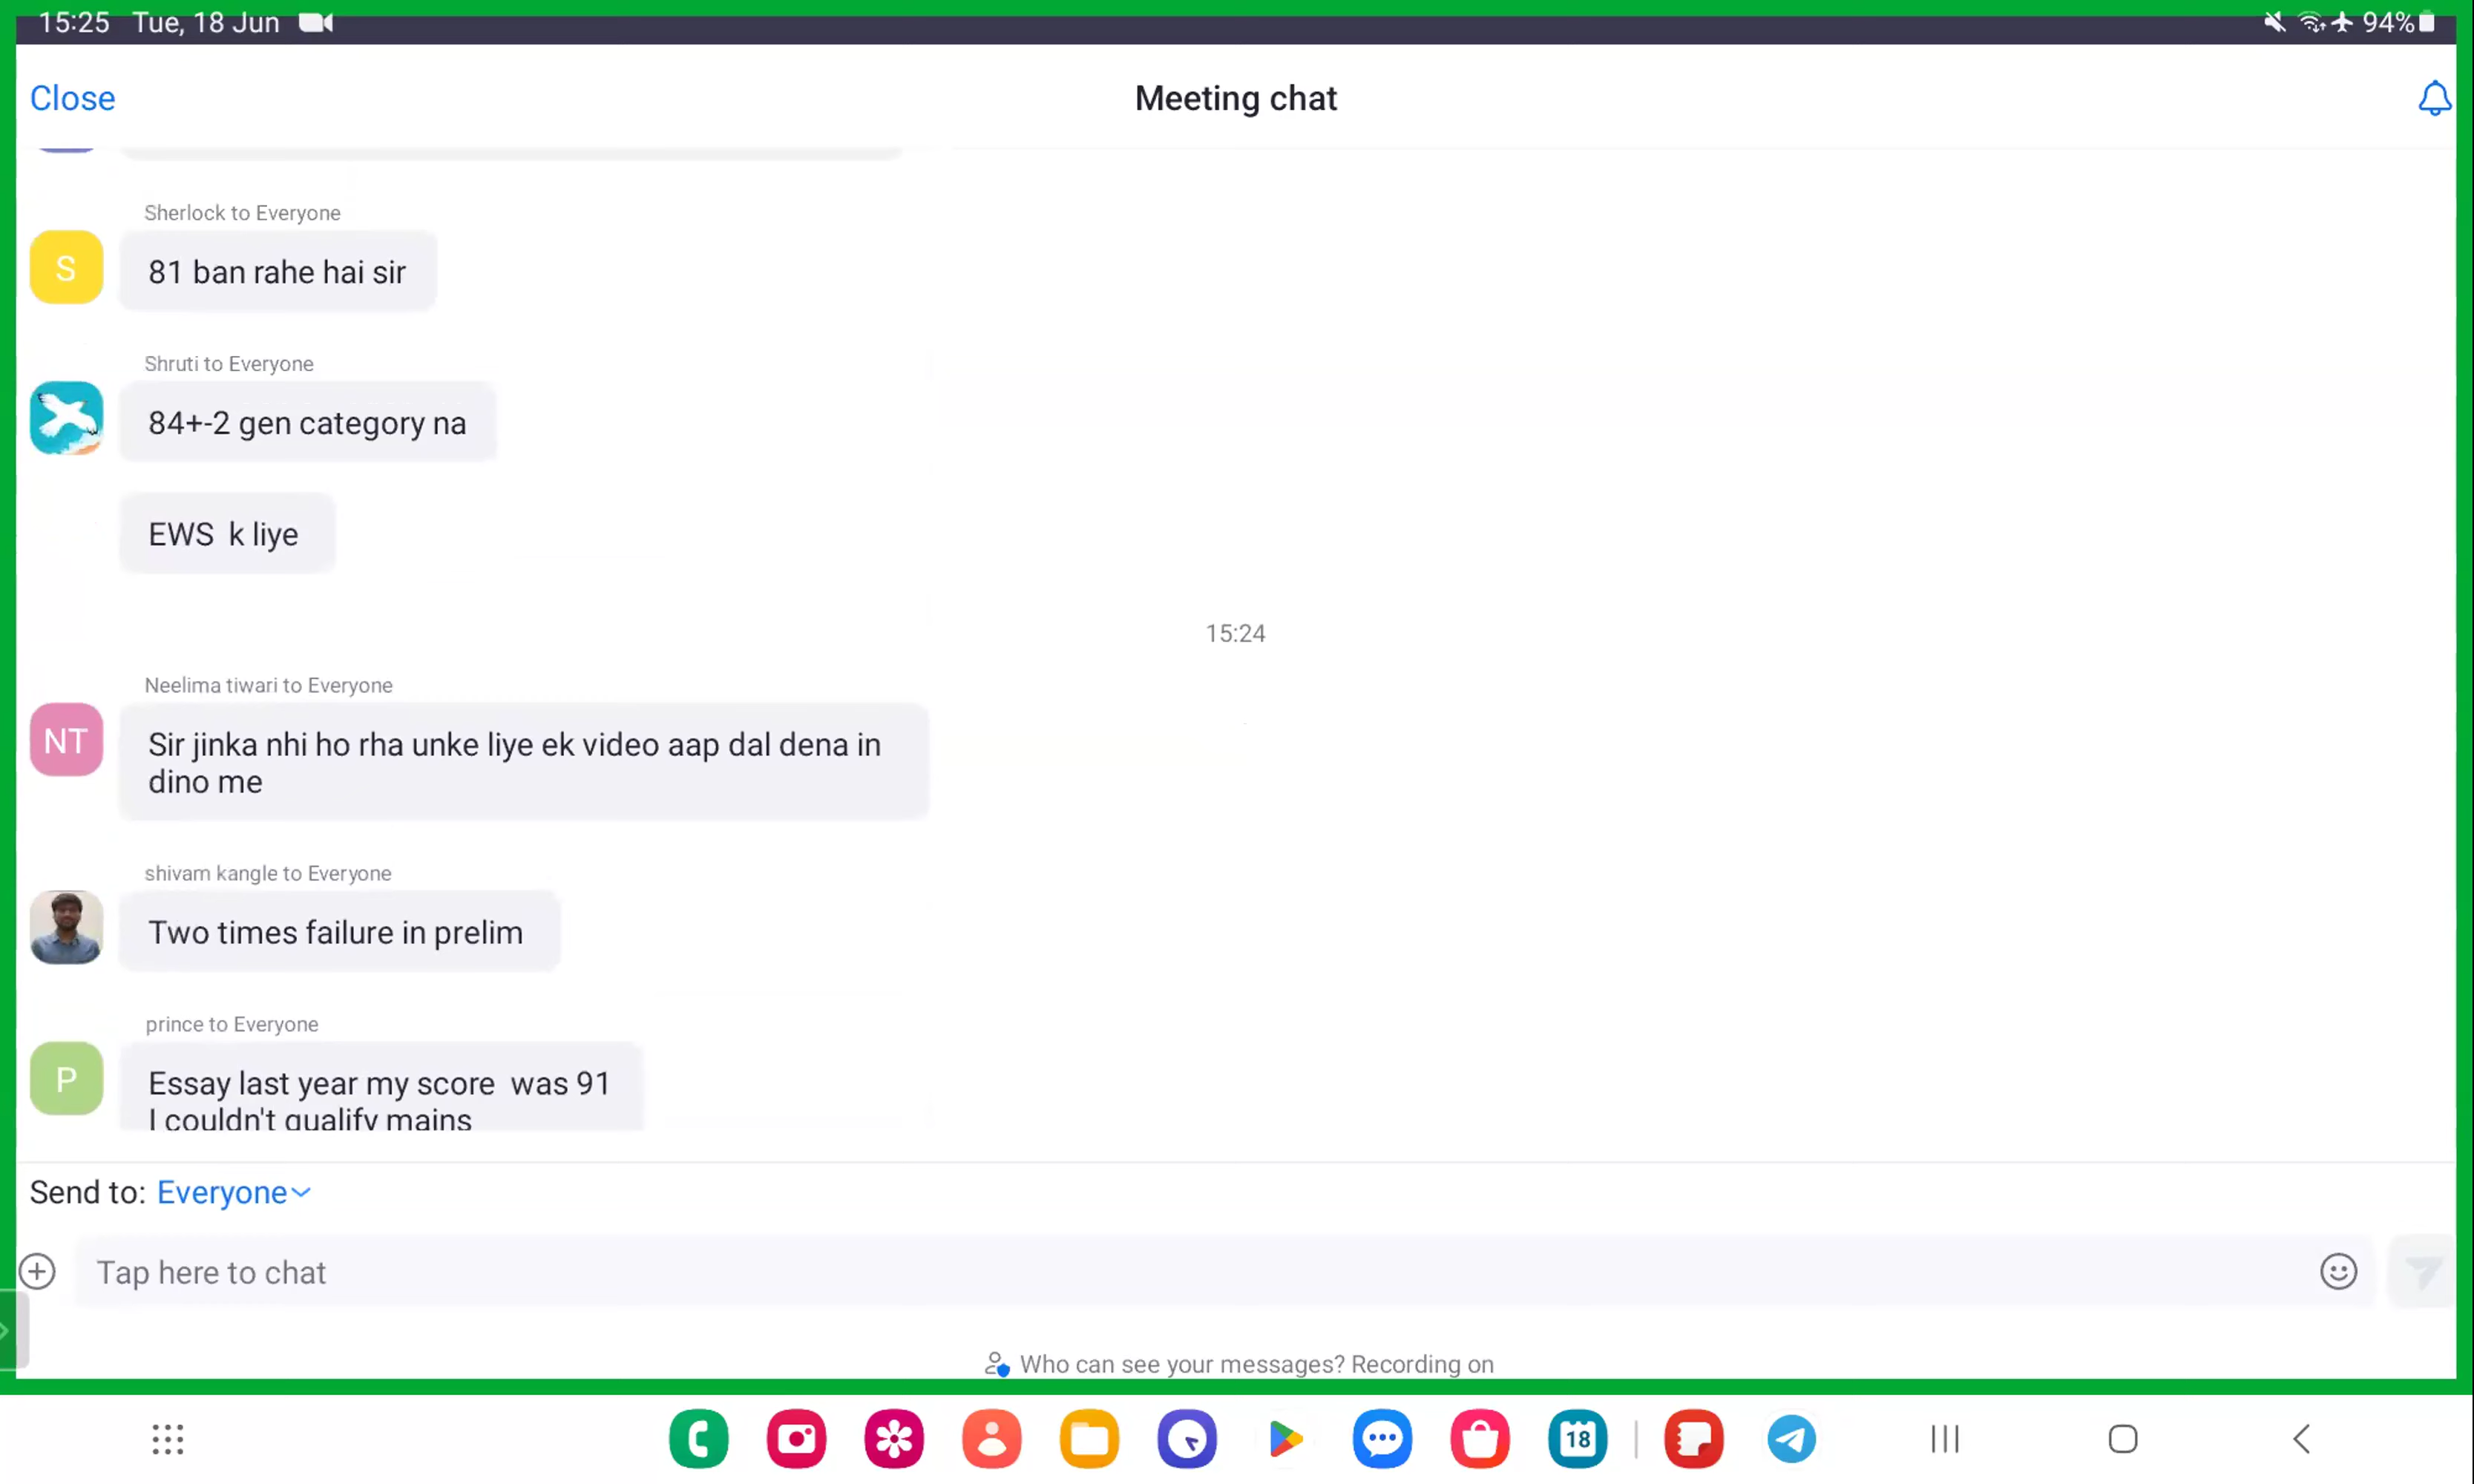 15:25 Tue, 18 Jun
94%
Close
Meeting chat
Sherlock to Everyone
S
81 ban rahe hai sir
Shruti to Everyone
84+-2 gen category na
EWS k liye
15:24
Neelima tiwari to Everyone
NT
Sir jinka nhi ho rha unke liye ek video aap dal dena in
dino me
shivam kangle to Everyone
Two times failure in prelim
prince to Everyone
P
Essay last year my score was 91
I couldn't qualify mains
Send to: Everyone
Tap here to chat
Who can see your messages? Recording on
18